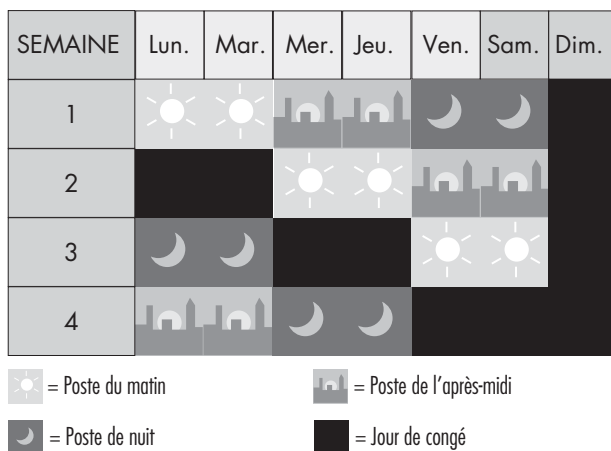 SEMAINE Lun. Mar. Mer. Jeu. Ven. Sam. Dim.
1
2
3
4
= Poste du matin = Poste de l'après-midi
= Poste de nuit = Jour de congé